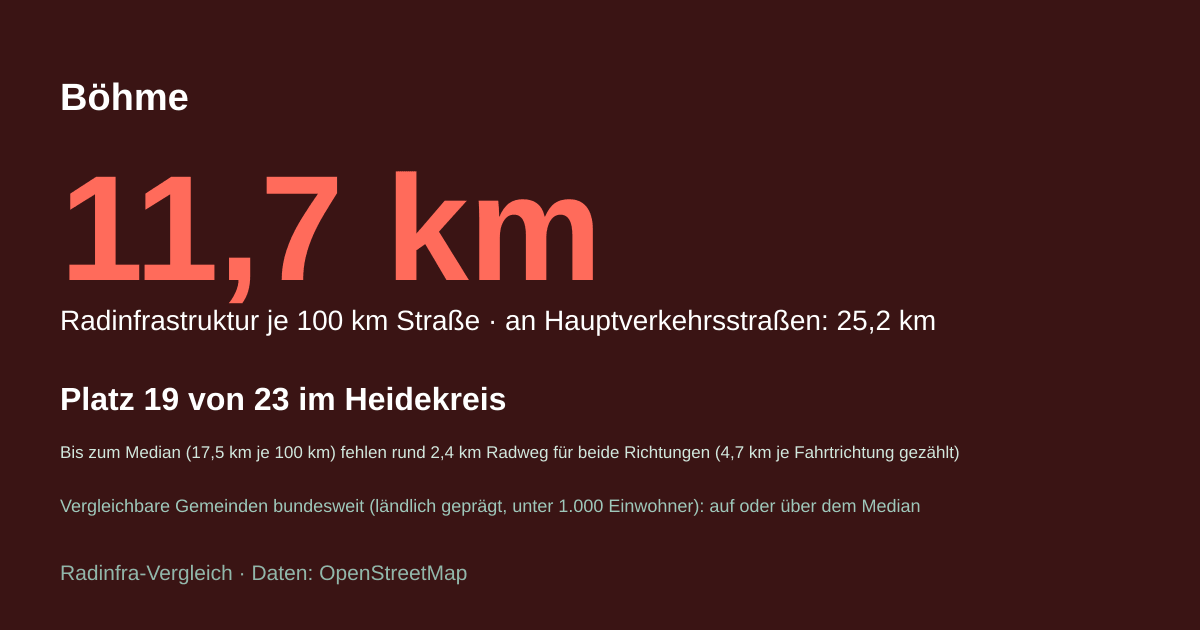 Böhme
11,7 km
Radinfrastruktur je 100 km Straße · an Hauptverkehrsstraßen: 25,2 km
Platz 19 von 23 im Heidekreis
Bis zum Median (17,5 km je 100 km) fehlen rund 2,4 km Radweg für beide Richtungen (4,7 km je Fahrtrichtung gezählt)
Vergleichbare Gemeinden bundesweit (ländlich geprägt, unter 1.000 Einwohner): auf oder über dem Median
Radinfra-Vergleich · Daten: OpenStreetMap